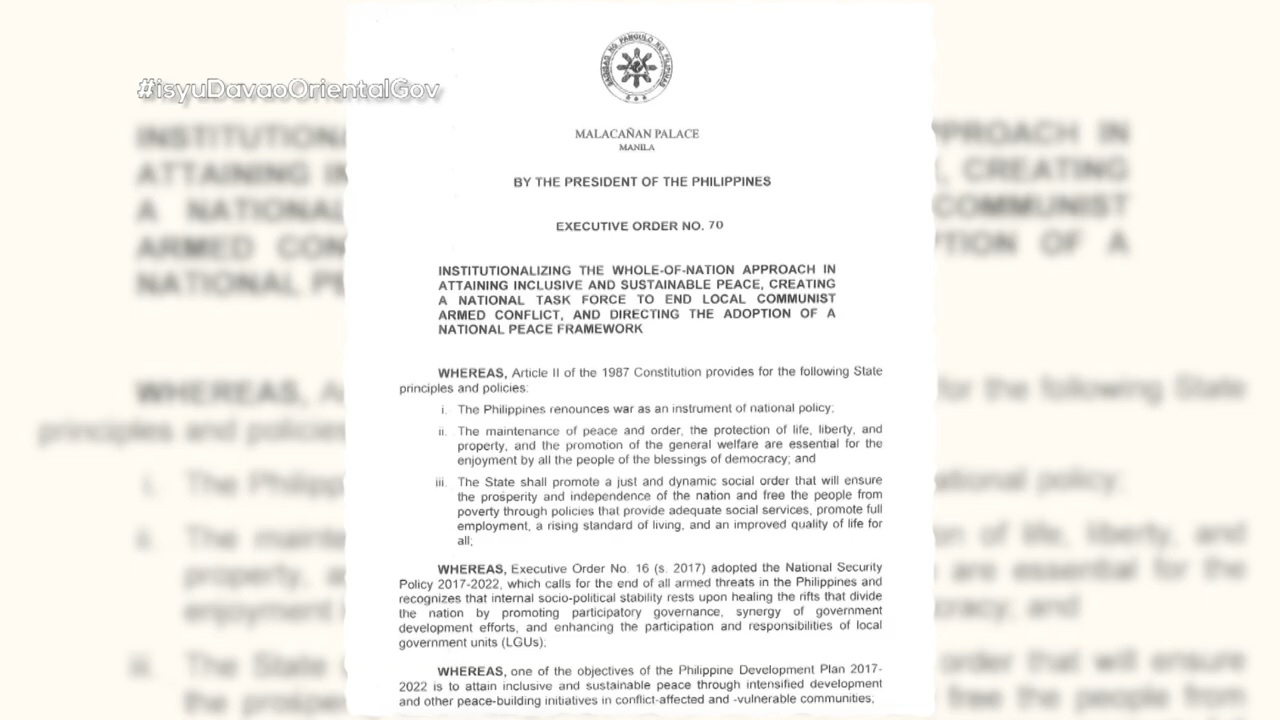 #isyuDavaoOrientalGov
MALACAÑAN PALACE
MANILA
BY THE PRESIDENT OF THE PHILIPPINES
EXECUTIVE ORDER NO. 70
INSTITUTIONALIZING THE WHOLE-OF-NATION APPROACH IN
ATTAINING INCLUSIVE AND SUSTAINABLE PEACE, CREATING
A NATIONAL TASK FORCE TO END LOCAL COMMUNIST
ARMED CONFLICT, AND DIRECTING THE ADOPTION OF A
NATIONAL PEACE FRAMEWORK
WHEREAS, Article II of the 1987 Constitution provides for the following State
principles and policies:
i. The Philippines renounces war as an instrument of national policy;
ii. The maintenance of peace and order, the protection of life, liberty, and
property, and the promotion of the general welfare are essential for the
enjoyment by all the people of the blessings of democracy; and
iii. The State shall promote a just and dynamic social order that will ensure
the prosperity and independence of the nation and free the people from
poverty through policies that provide adequate social services, promote full
employment, a rising standard of living, and an improved quality of life for
all;
WHEREAS, Executive Order No. 16 (s. 2017) adopted the National Security
Policy 2017-2022, which calls for the end of all armed threats in the Philippines and
recognizes that internal socio-political stability rests upon healing the rifts that divide
the nation by promoting participatory governance, synergy of government
development efforts, and enhancing the participation and responsibilities of local
government units (LGUs);
WHEREAS, one of the objectives of the Philippine Development Plan 2017-
2022 is to attain inclusive and sustainable peace through intensified development
and other peace-building initiatives in conflict-affected and -vulnerable communities;